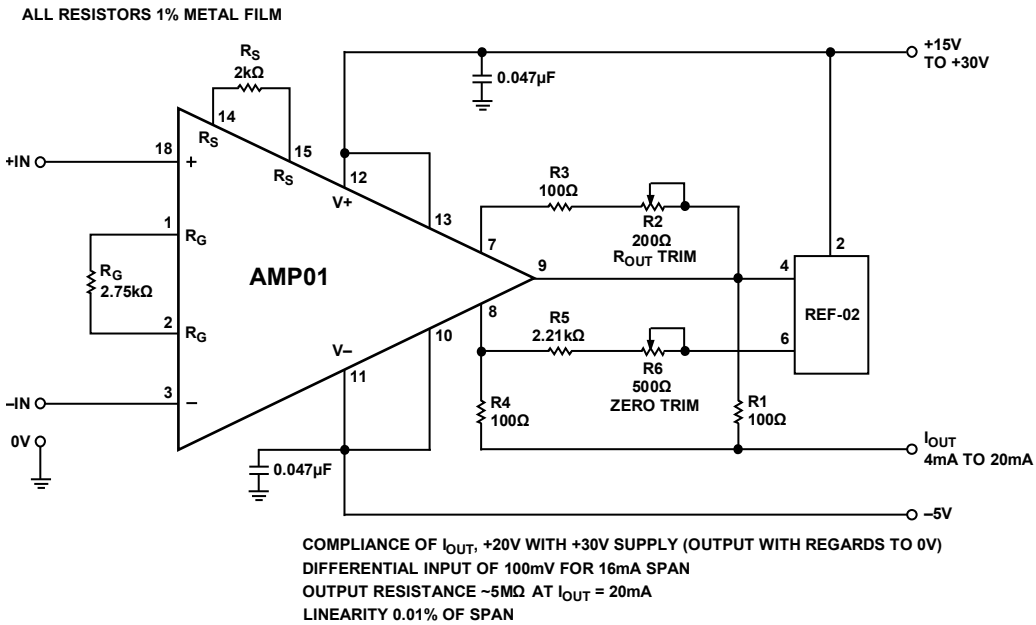 ALL RESISTORS 1% METAL FILM
RS
2kΩ
14
RS
15
RS
0.047µF
+15V
TO +30V
+IN
18
+
12
V+
13
R3
100Ω
R2
200Ω
ROUT TRIM
1
RG
RG
2.75kΩ
2
RG
AMP01
7
9
8
4
2
REF-02
6
R5
2.21kΩ
R6
500Ω
ZERO TRIM
10
V–
11
–IN
3
–
0V
R4
100Ω
R1
100Ω
0.047µF
IOUT
4mA TO 20mA
–5V
COMPLIANCE OF IOUT, +20V WITH +30V SUPPLY (OUTPUT WITH REGARDS TO 0V)
DIFFERENTIAL INPUT OF 100mV FOR 16mA SPAN
OUTPUT RESISTANCE ~5MΩ AT IOUT = 20mA
LINEARITY 0.01% OF SPAN